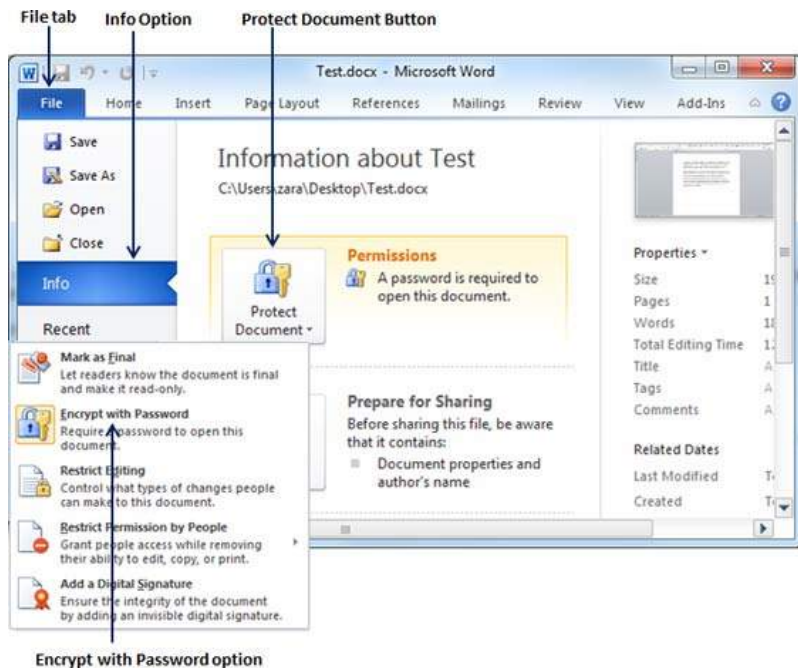 File tab
Info Option
Protect Document Button
Test.docx - Microsoft Word
File Home Insert Page Layout References Mailings Review View Add-Ins
Save
Save As
Open
Close
Info
Recent
Information about Test
C:\Users\zara\Desktop\Test.docx
Protect
Document
Permissions
A password is required to
open this document.
Prepare for Sharing
Before sharing this file, be aware
that it contains:
Document properties and
author's name
Properties
Size
Pages 1
Words
Total Editing Time
Title A
Tags A
Comments A
Related Dates
Last Modified
Created
Mark as Final
Let readers know the document is final
and make it read-only.
Encrypt with Password
Require a password to open this
document.
Restrict Editing
Control what types of changes people
can make to this document.
Restrict Permission by People
Grant people access while removing
their ability to edit, copy, or print.
Add a Digital Signature
Ensure the integrity of the document
by adding an invisible digital signature.
Encrypt with Password option